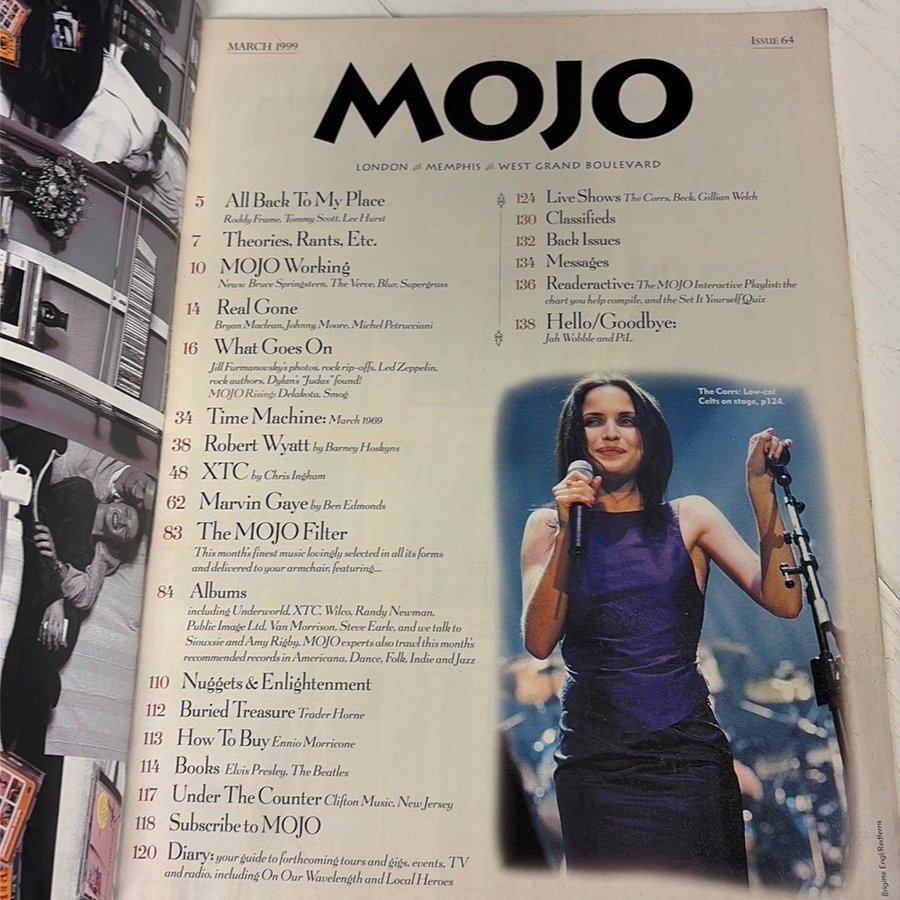 MARCH 1999
ISSUE 64
MOJO
LONDON MEMPHIS WEST GRAND BOULEVARD
5 All Back To My Place
Roddy Frame, Tommy Scott, Lee Hurst
7 Theories, Rants, Etc.
10 MOJO Working
News: Bruce Springsteen, The Verve, Blur, Supergrass
14 Real Gone
Bryan Maclean, Johnny Moore, Michel Petrucciani
16 What Goes On
Jill Furmanovsky's photos, rock rip-offs, Led Zeppelin,
rock authors, Dylan's "Judas" found!
MOJO Rising: Delakota, Smog
34 Time Machine: March 1969
38 Robert Wyatt by Barney Hoskyns
48 XTC by Chris Ingham
62 Marvin Gaye by Ben Edmonds
83 The MOJO Filter
This month's finest music lovingly selected in all its forms
and delivered to your armchair, featuring...
84 Albums
including Underworld, XTC, Wilco, Randy Newman,
Public Image Ltd, Van Morrison, Steve Earle, and we talk to
Siouxsie and Amy Rigby. MOJO experts also trawl this month's
recommended records in Americana, Dance, Folk, Indie and Jazz
110 Nuggets & Enlightenment
112 Buried Treasure Trader Horne
113 How To Buy Ennio Morricone
114 Books Elvis Presley, The Beatles
117 Under The Counter Clifton Music, New Jersey
118 Subscribe to MOJO
120 Diary: your guide to forthcoming tours and gigs, events, TV
and radio, including On Our Wavelength and Local Heroes
124 Live Shows The Corrs, Beck, Gillian Welch
130 Classifieds
132 Back Issues
134 Messages
136 Readeractive: The MOJO Interactive Playlist: the
chart you help compile, and the Set It Yourself Quiz
138 Hello/Goodbye:
Jah Wobble and PiL
The Corrs: Low-cal
Celts on stage, p124.
Brigitte Engl/Redferns